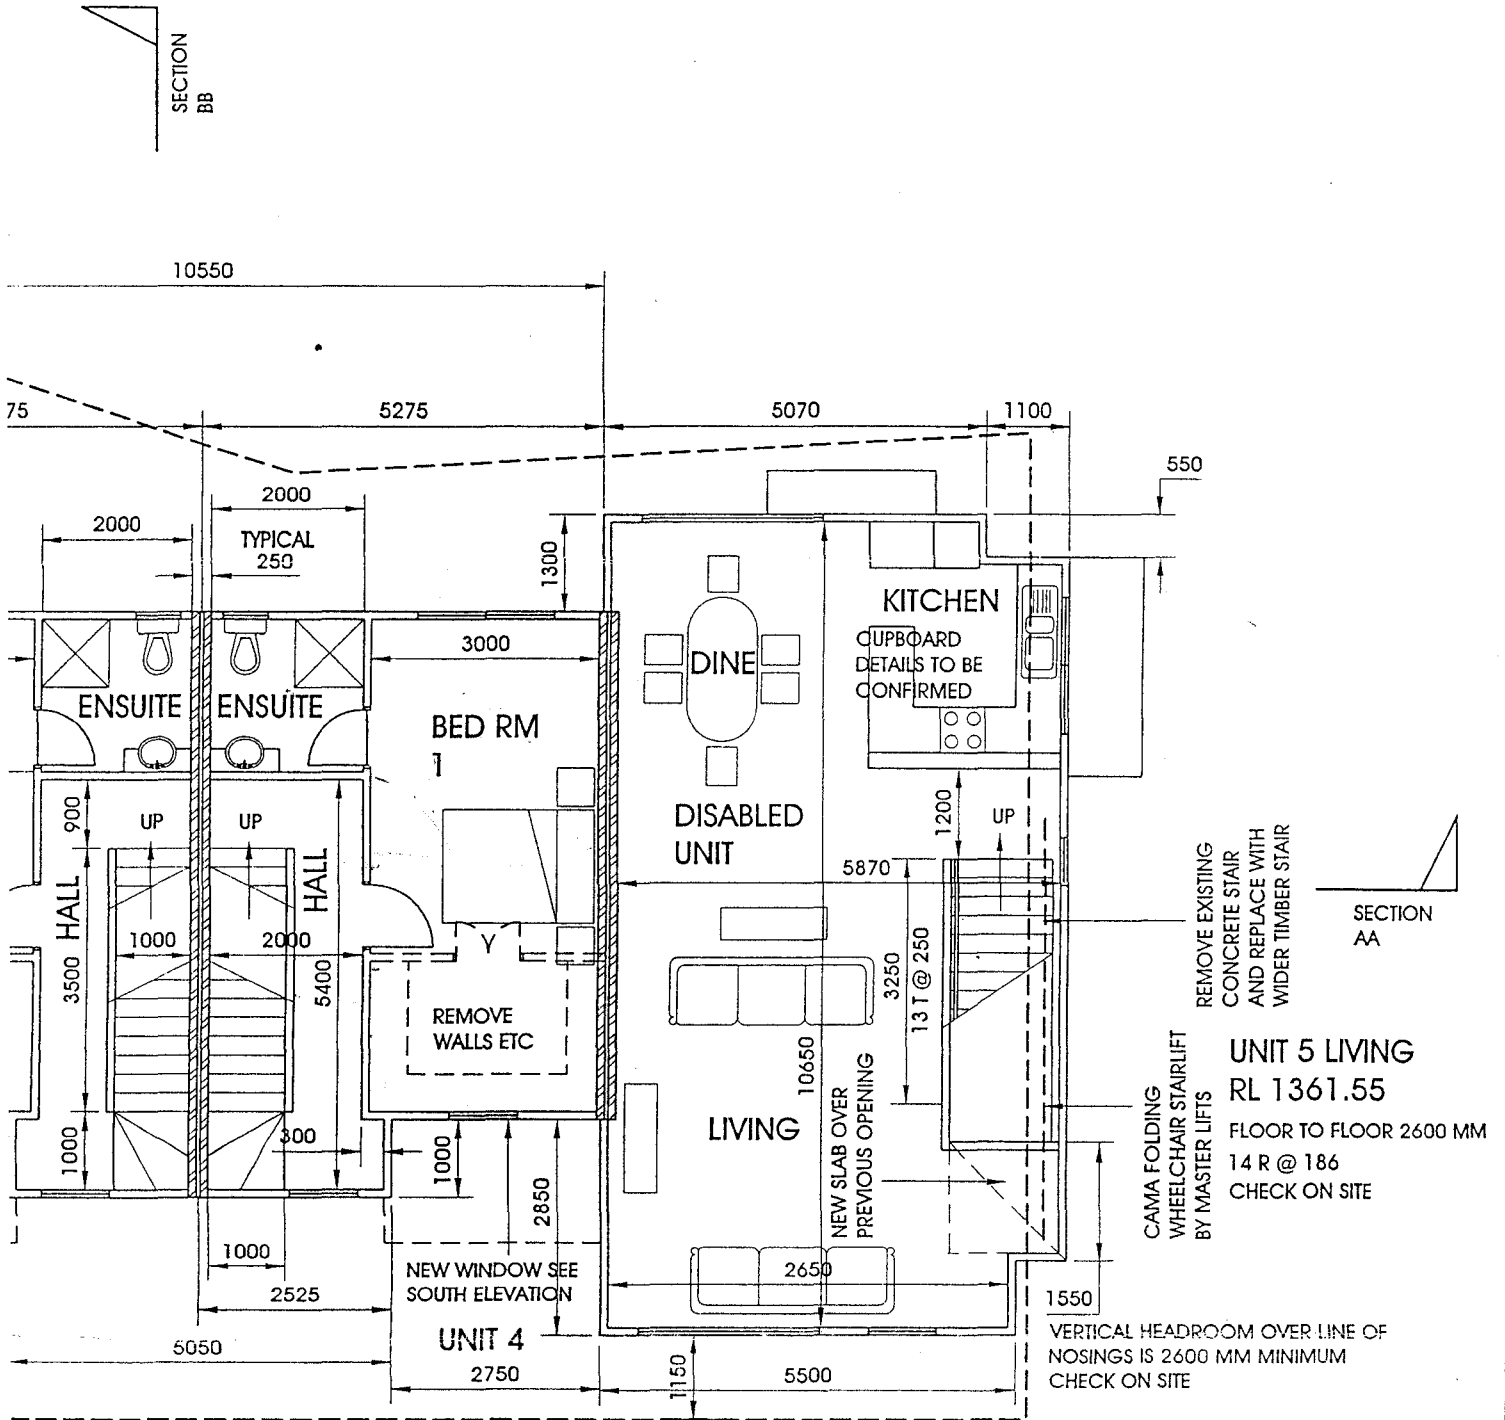 SECTION
BB
10550
75
5275
5070
1100
550
2000
2000
TYPICAL
250
1300
3000
KITCHEN
CUPBOARD
DETAILS TO BE
CONFIRMED
DINE
ENSUITE
ENSUITE
BED RM
1
DISABLED
UNIT
900
UP
UP
1200
UP
HALL
HALL
5870
3500
1000
2000
5400
Y
3250
13 T @ 250
REMOVE
WALLS ETC
10650
REMOVE EXISTING
CONCRETE STAIR
AND REPLACE WITH
WIDER TIMBER STAIR
SECTION
AA
UNIT 5 LIVING
RL 1361.55
FLOOR TO FLOOR 2600 MM
14 R @ 186
CHECK ON SITE
CAMA FOLDING
WHEELCHAIR STAIRLIFT
BY MASTER LIFTS
LIVING
NEW SLAB OVER
PREVIOUS OPENING
1000
300
1000
2850
1000
2525
NEW WINDOW SEE
SOUTH ELEVATION
2650
1550
VERTICAL HEADROOM OVER LINE OF
NOSINGS IS 2600 MM MINIMUM
CHECK ON SITE
UNIT 4
5050
2750
1150
5500